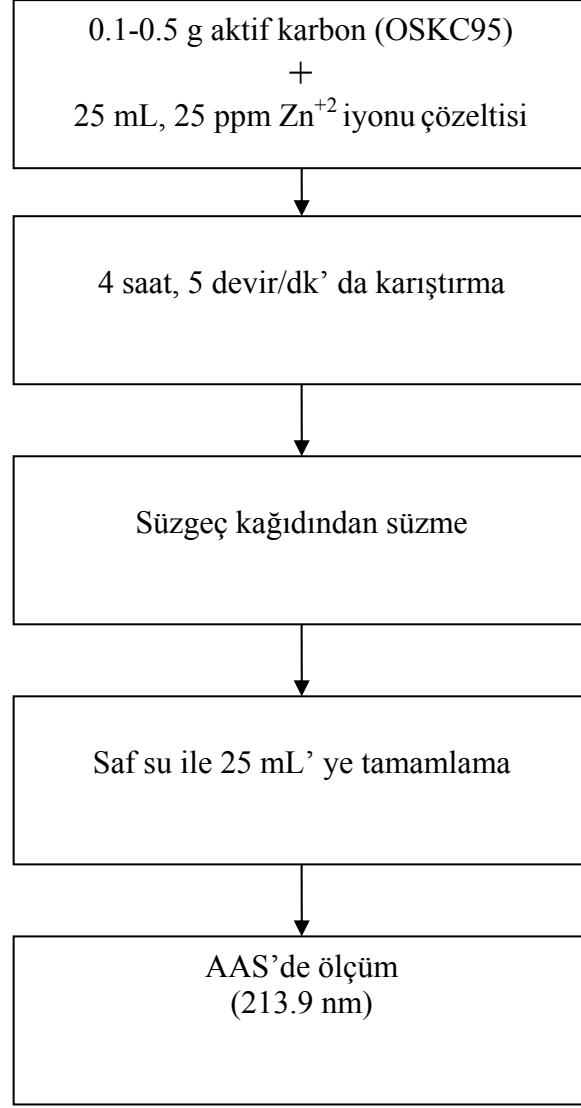 0.1-0.5 g aktif karbon (OSKC95)
+
25 mL, 25 ppm Zn⁺² iyonu çözeltisi
4 saat, 5 devir/dk’ da karıştırma
Süzgeç kağıdından süzme
Saf su ile 25 mL’ ye tamamlama
AAS’de ölçüm
(213.9 nm)